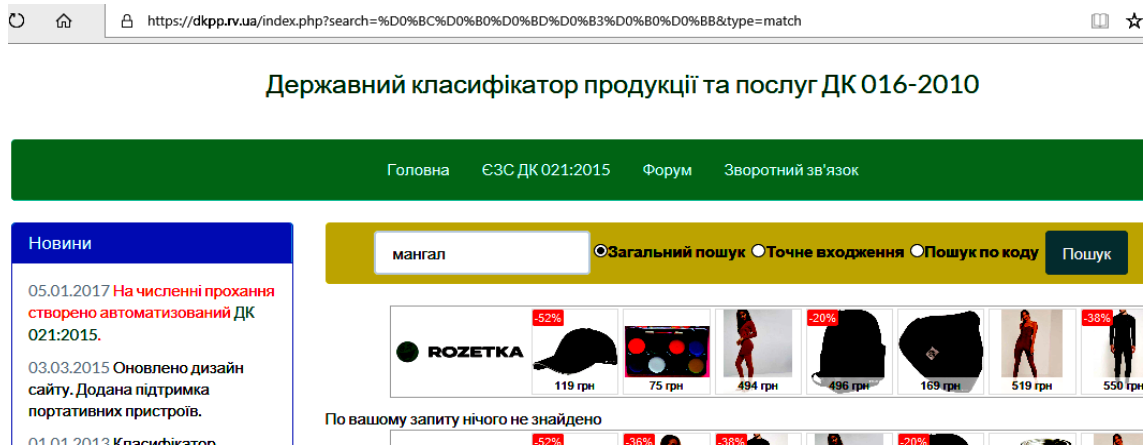 https://dkpp.rv.ua/index.php?search=%D0%BC%D0%B0%D0%BD%D0%B3%D0%B0%D0%BB&type=match
Державний класифікатор продукції та послуг ДК 016-2010
Головна ЄЗС ДК 021:2015 Форум Зворотний зв'язок
Новини
05.01.2017 На численні прохання
створено автоматизований ДК
021:2015.
03.03.2015 Оновлено дизайн
сайту. Додана підтримка
портативних пристроїв.
01.01.2013 Класифікатор
мангал Загальний пошук Точне входження Пошук по коду Пошук
-52% -20% -38%
ROZETKA
119 грн 75 грн 494 грн 496 грн 169 грн 519 грн 550 грн
По вашому запиту нічого не знайдено
-52% -36% -38% -20%